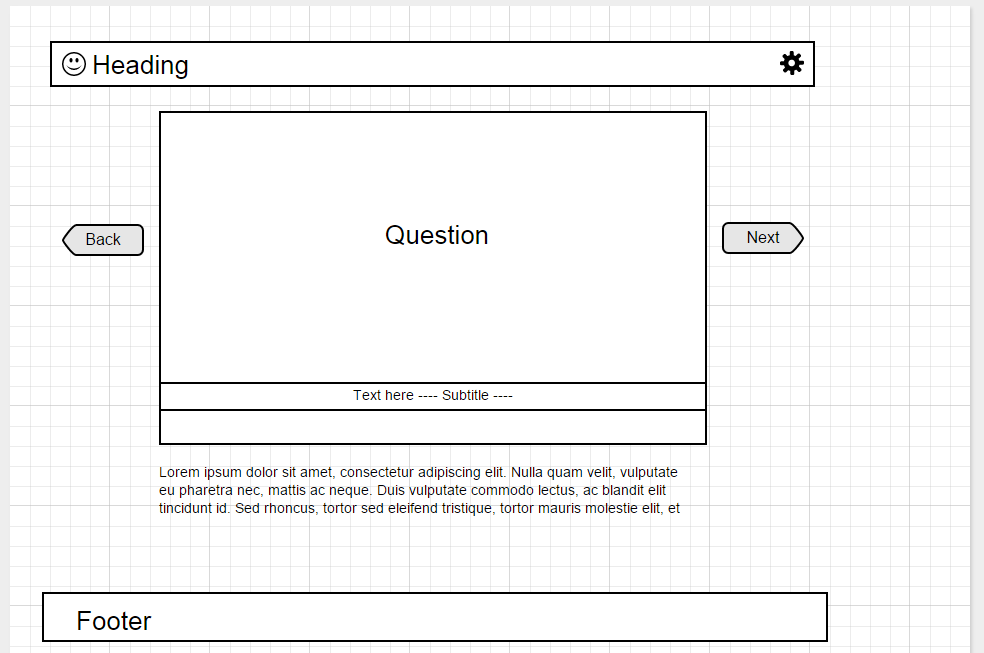 Heading
Question
Back
Next
Text here ---- Subtitle ----
Lorem ipsum dolor sit amet, consectetur adipiscing elit. Nulla quam velit, vulputate
eu pharetra nec, mattis ac neque. Duis vulputate commodo lectus, ac blandit elit
tincidunt id. Sed rhoncus, tortor sed eleifend tristique, tortor mauris molestie elit, et
Footer